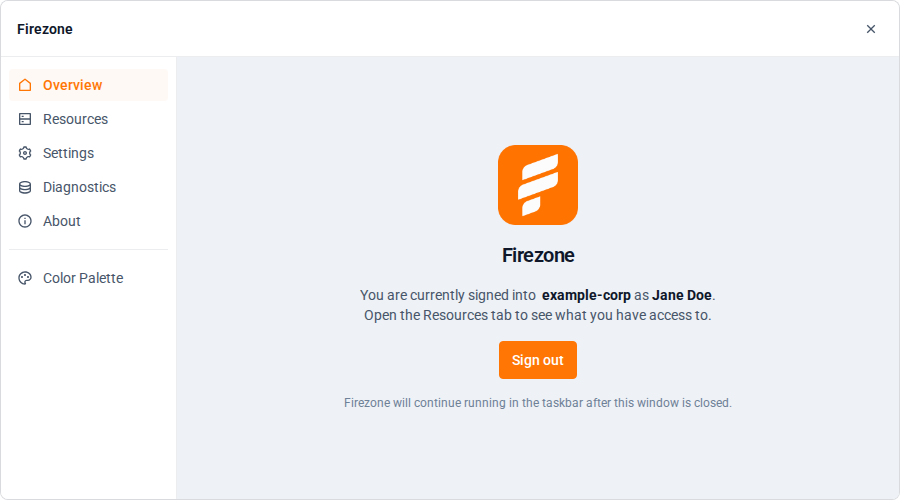 Firezone
Overview
Resources
Settings
Diagnostics
About
Color Palette
Firezone
You are currently signed into example-corp as Jane Doe.
Open the Resources tab to see what you have access to.
Sign out
Firezone will continue running in the taskbar after this window is closed.